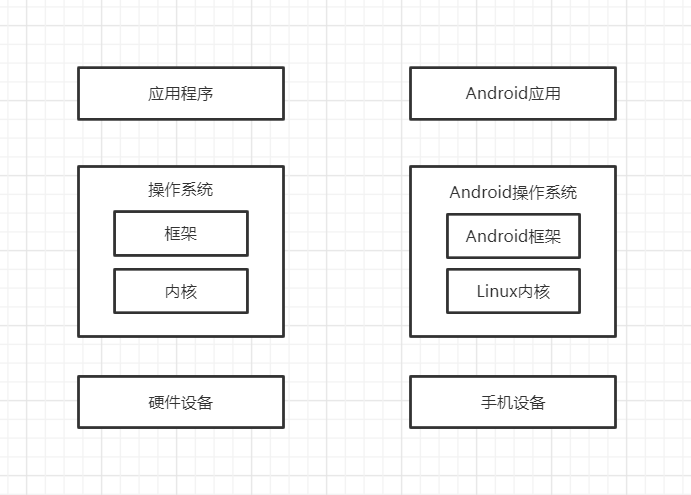 应用程序
操作系统
框架
内核
硬件设备
Android应用
Android操作系统
Android框架
Linux内核
手机设备